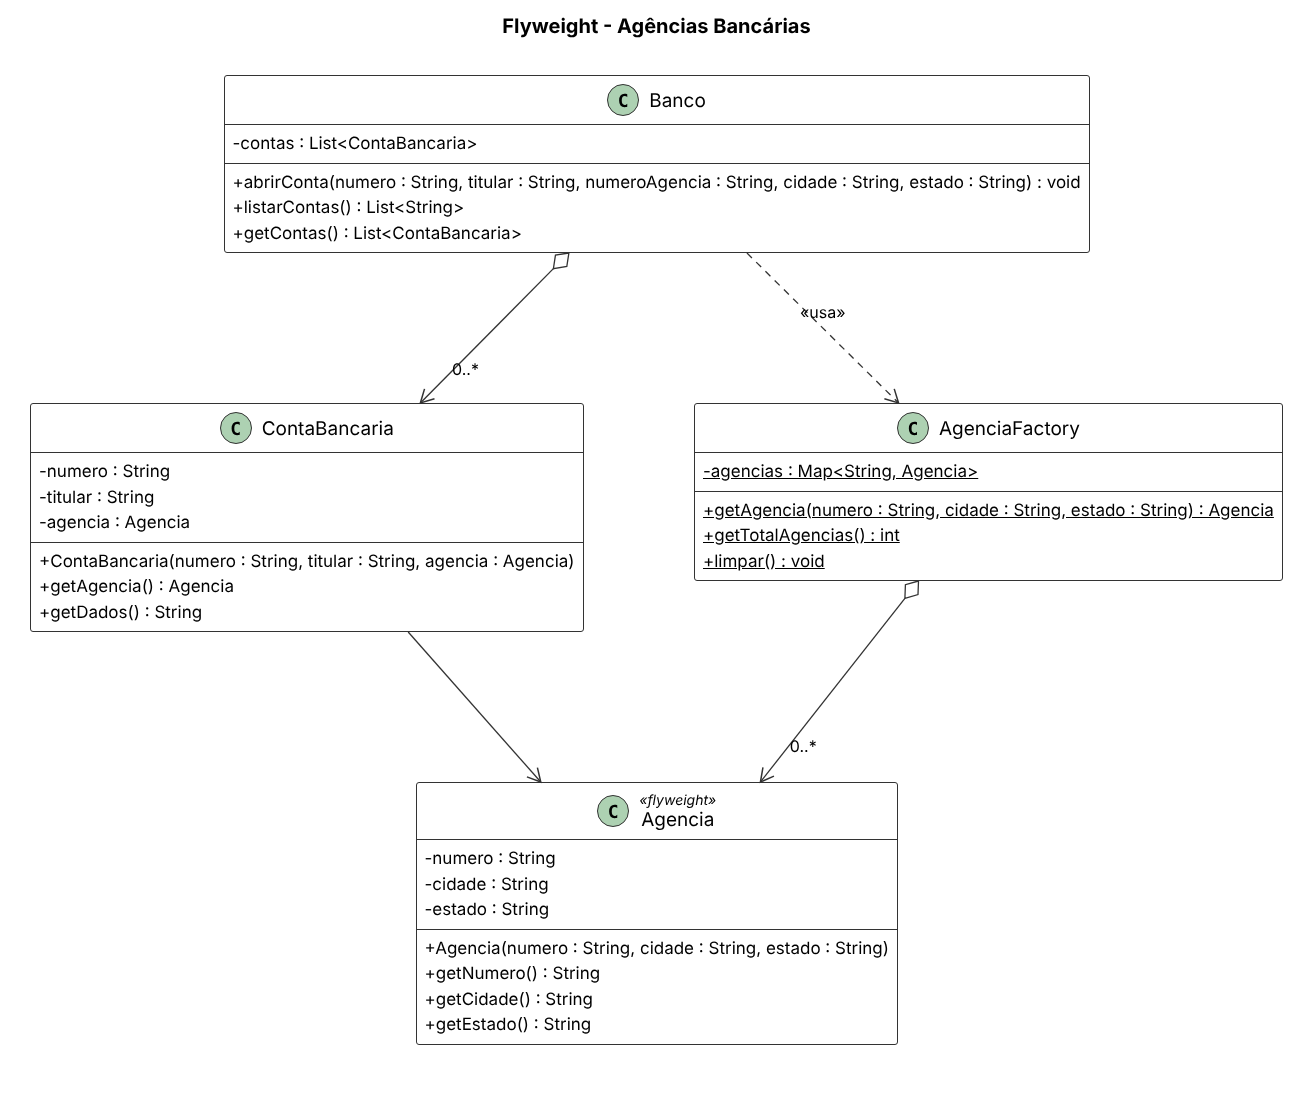 Flyweight - Agências Bancárias
C Banco
-contas : List<ContaBancaria>
+abrirConta(numero : String, titular : String, numeroAgencia : String, cidade : String, estado : String) : void
+listarContas() : List<String>
+getContas() : List<ContaBancaria>
«usa»
0..*
C ContaBancaria
-numero : String
-titular : String
-agencia : Agencia
+ContaBancaria(numero : String, titular : String, agencia : Agencia)
+getAgencia() : Agencia
+getDados() : String
C AgenciaFactory
-agencias : Map<String, Agencia>
+getAgencia(numero : String, cidade : String, estado : String) : Agencia
+getTotalAgencias() : int
+limpar() : void
0..*
«flyweight»
C Agencia
-numero : String
-cidade : String
-estado : String
+Agencia(numero : String, cidade : String, estado : String)
+getNumero() : String
+getCidade() : String
+getEstado() : String